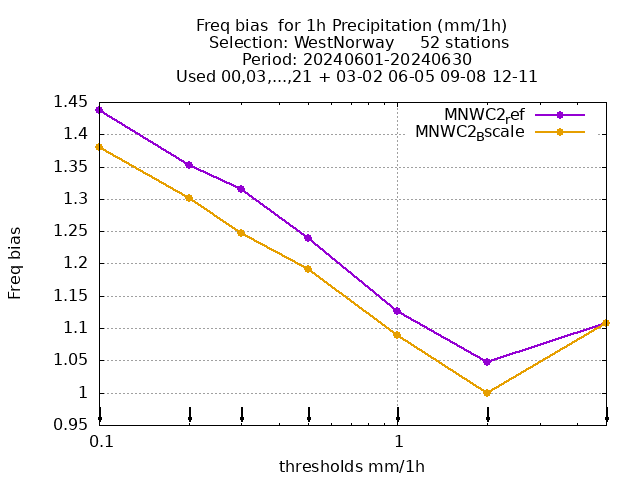 Freq bias  for 1h Precipitation (mm/1h)
Selection: WestNorway     52 stations
Period: 20240601-20240630
Used 00,03,...,21 + 03-02 06-05 09-08 12-11
MNWC2ref
MNWC2Bscale
1.45
1.4
1.35
1.3
1.25
1.2
1.15
1.1
1.05
1
0.95
Freq bias
0.1
1
thresholds mm/1h